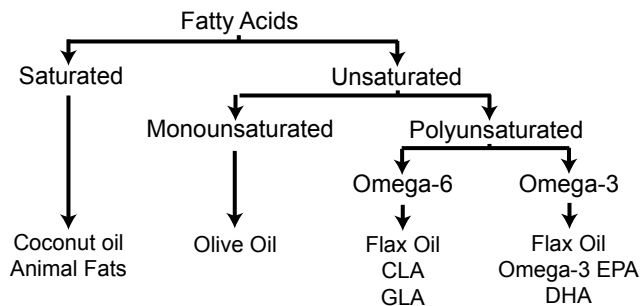 Fatty Acids
Saturated
Unsaturated
Monounsaturated
Polyunsaturated
Omega-6
Omega-3
Coconut oil
Animal Fats
Olive Oil
Flax Oil
CLA
GLA
Flax Oil
Omega-3 EPA
DHA